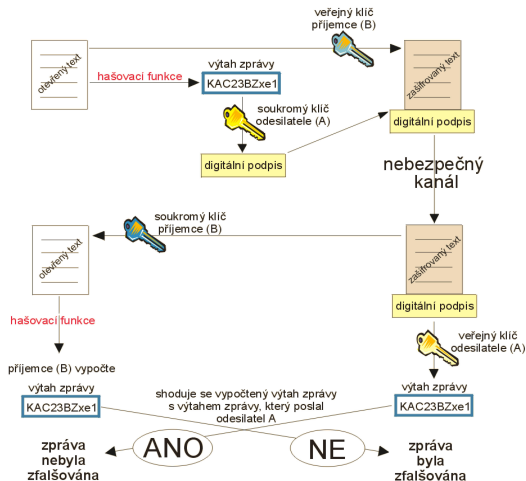 veřejný klíč
příjemce (B)
otevřený text
hašovací funkce
výtah zprávy
KAC23BZxe1
soukromý klíč
odesilatele (A)
digitální podpis
zašifrovaný text
digitální podpis
nebezpečný
kanál
soukromý klíč
příjemce (B)
otevřený text
zašifrovaný text
digitální podpis
hašovací funkce
veřejný klíč
odesilatele (A)
příjemce (B) vypočte
výtah zprávy
KAC23BZxe1
shoduje se vypočtený výtah zprávy
s výtahem zprávy, který poslal
odesilatel A
výtah zprávy
KAC23BZxe1
zpráva
nebyla
zfalšována
ANO
NE
zpráva
byla
zfalšována